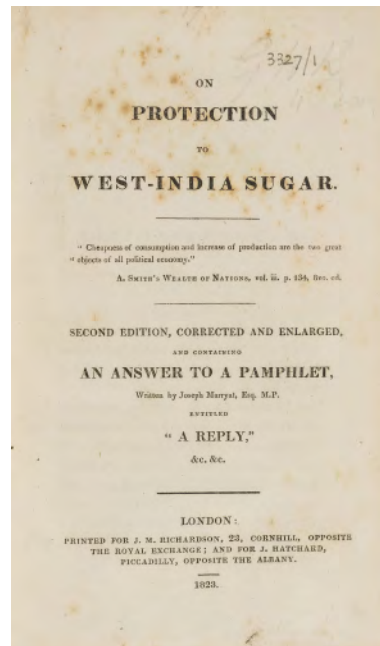 3327/1
ON
PROTECTION
TO
WEST-INDIA SUGAR.
" Cheapness of consumption and increase of production are the two great
" objects of all political economy."
A. SMITH'S WEALTH OF NATIONS, vol. iii. p. 134, 8vo. ed.
SECOND EDITION, CORRECTED AND ENLARGED,
AND CONTAINING
AN ANSWER TO A PAMPHLET,
Written by Joseph Marryat, Esq. M.P.
ENTITLED
" A REPLY,"
&c. &c.
LONDON:
PRINTED FOR J. M. RICHARDSON, 23, CORNHILL, OPPOSITE
THE ROYAL EXCHANGE; AND FOR J. HATCHARD,
PICCADILLY, OPPOSITE THE ALBANY.
1823.